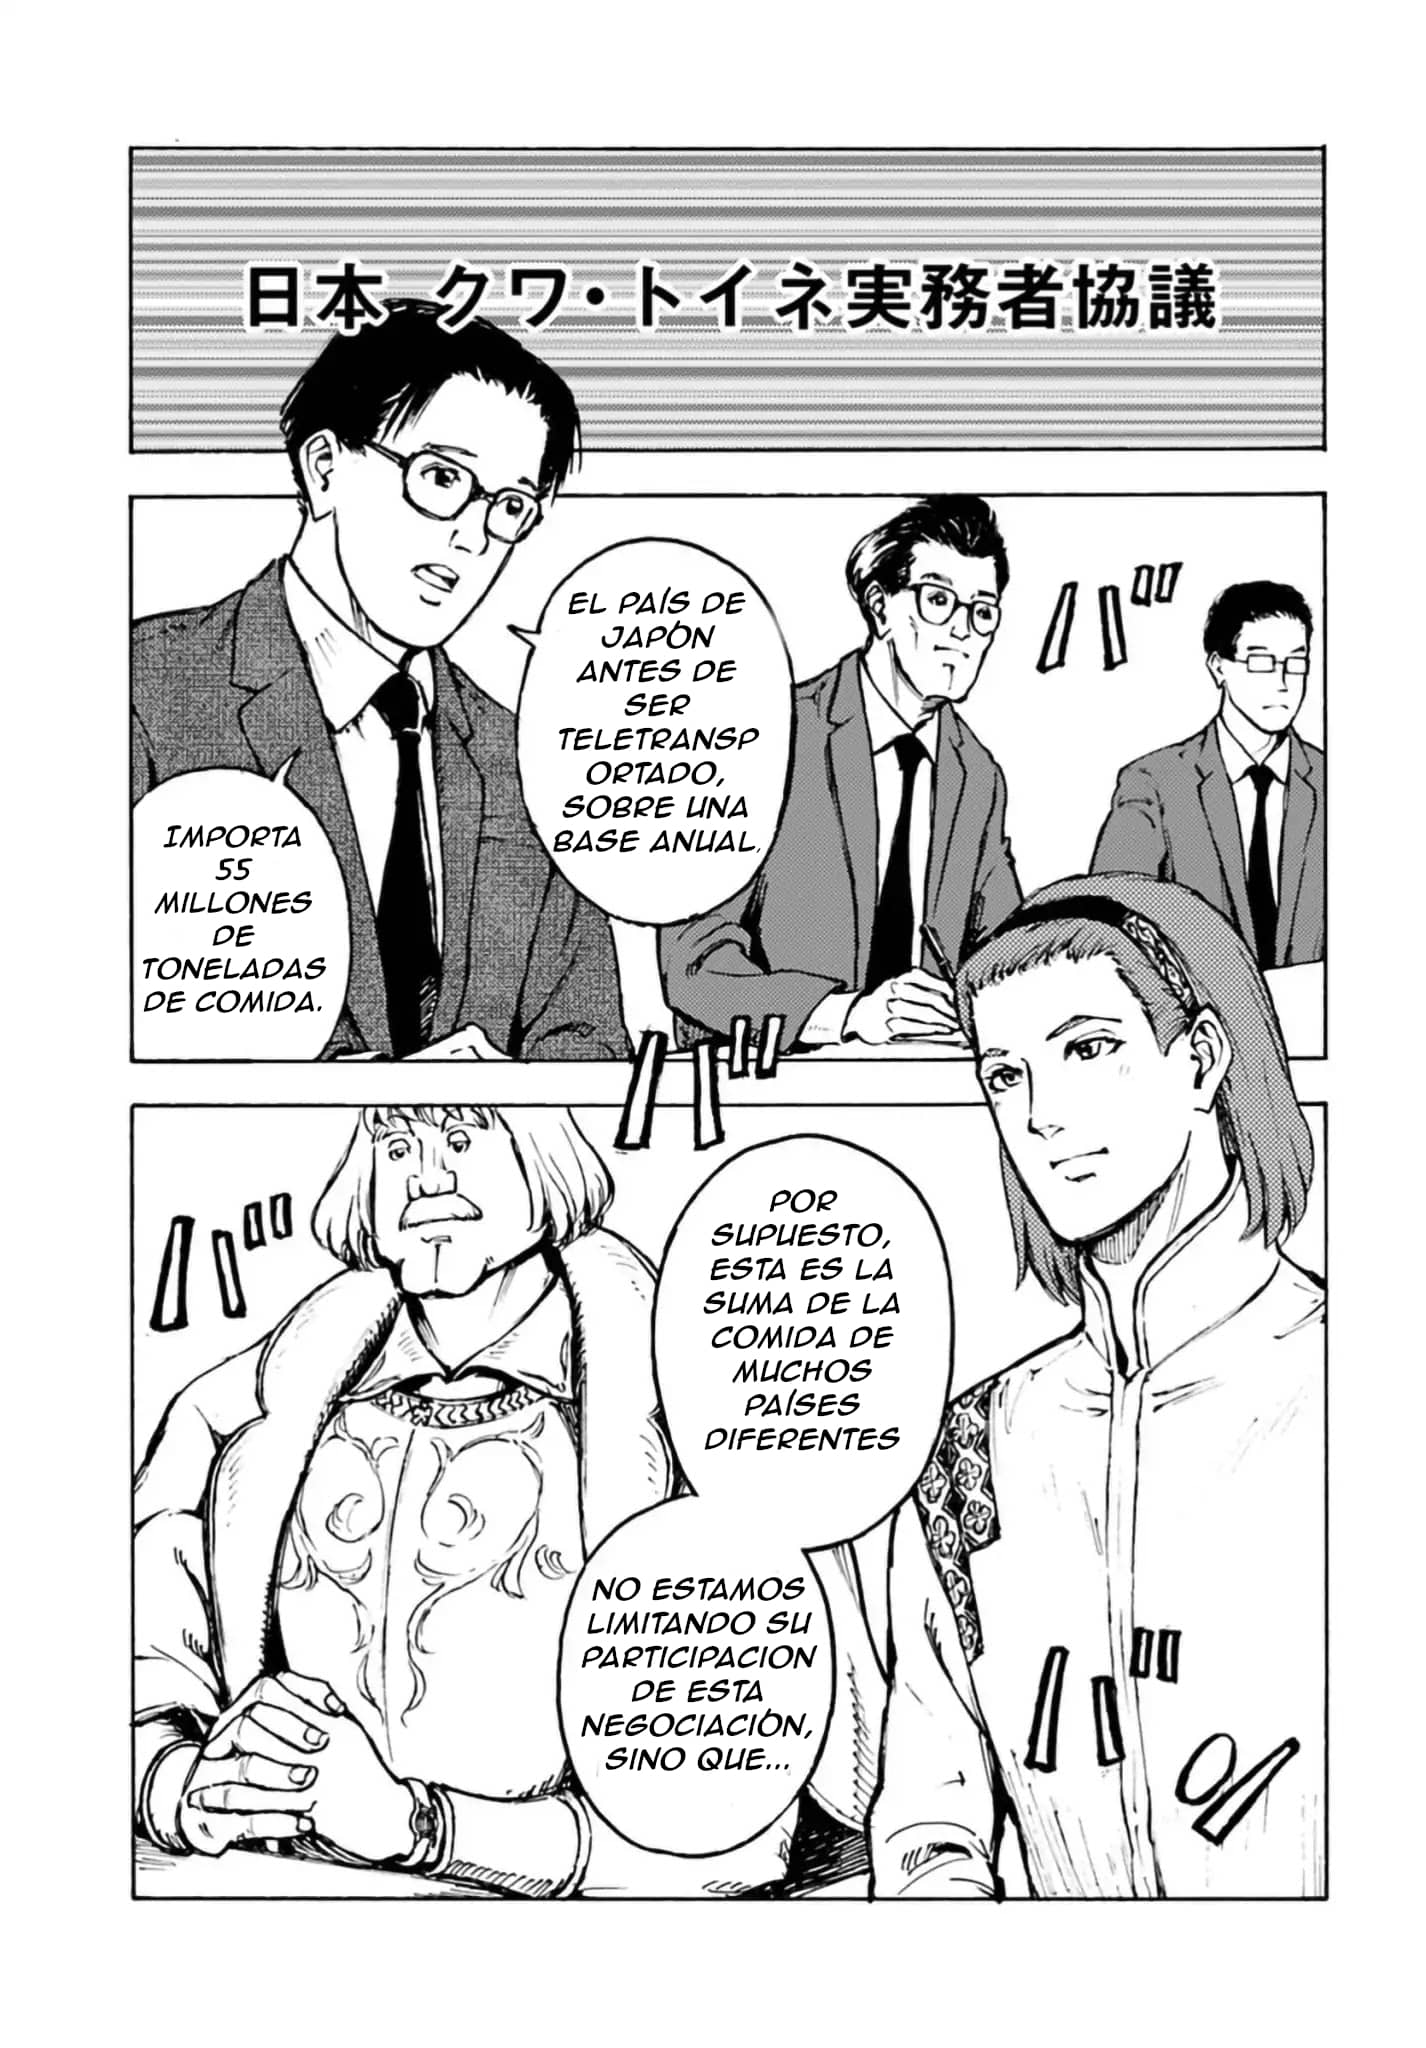 日本 クワ・トイネ実務者協議
EL PAÍS DE
JAPÓN
ANTES DE
SER
TELETRANSP
ORTADO,
SOBRE UNA
BASE ANUAL,
IMPORTA
55
MILLONES
DE
TONELADAS
DE COMIDA.
POR
SUPUESTO,
ESTA ES LA
SUMA DE LA
COMIDA DE
MUCHOS
PAÍSES
DIFERENTES
NO ESTAMOS
LIMITANDO SU
PARTICIPACION
DE ESTA
NEGOCIACIÓN,
SINO QUE...